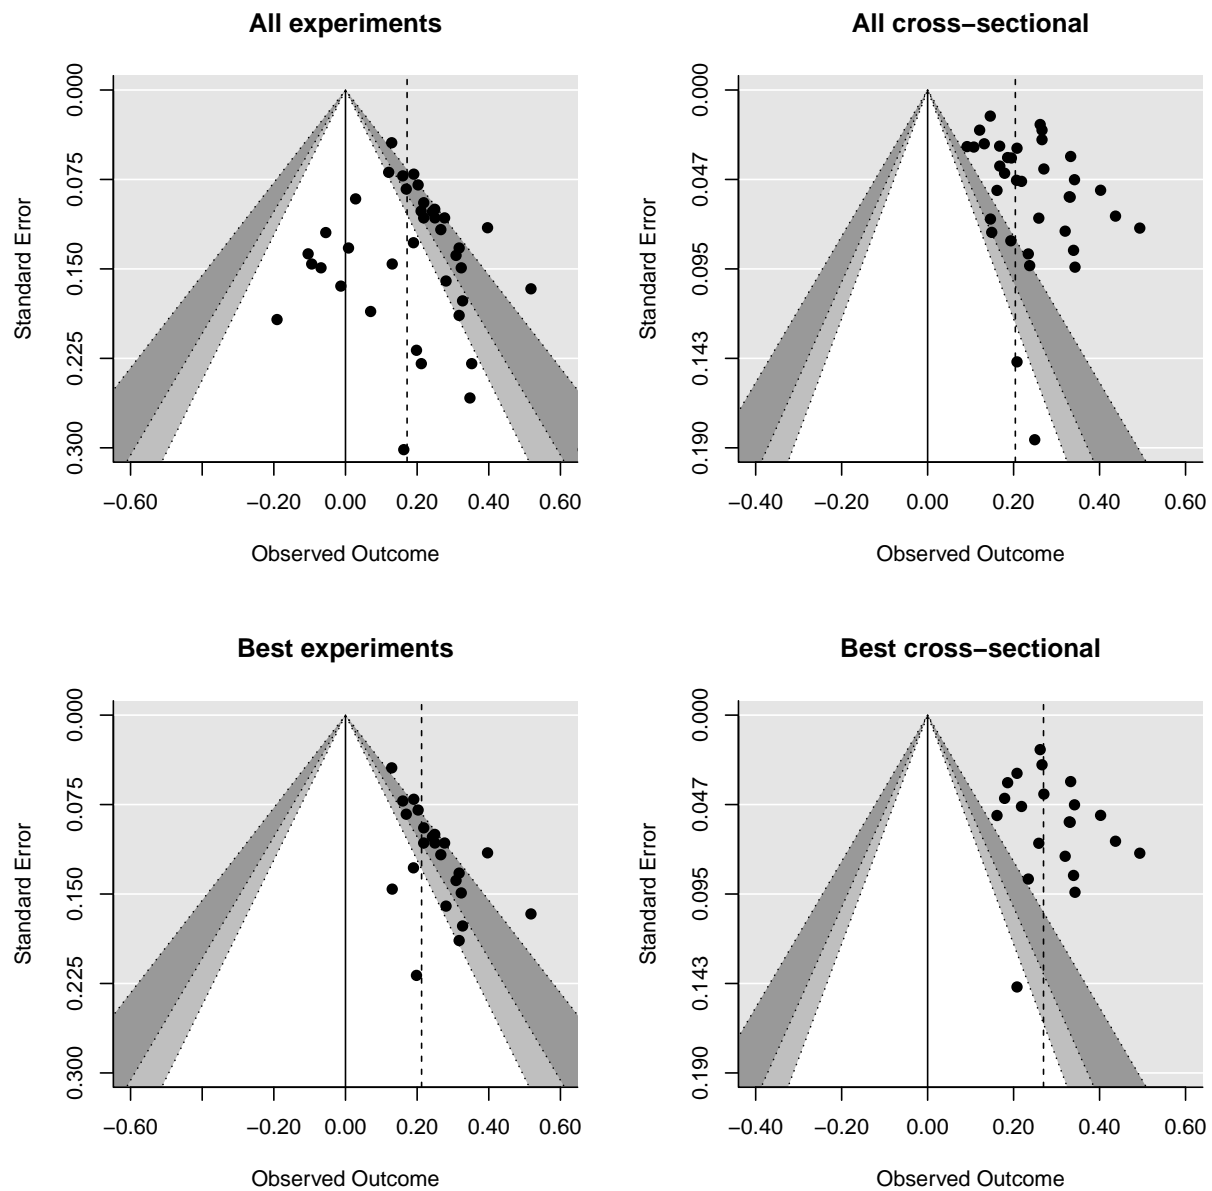 All experiments
0.000
0.075
0.150
0.225
0.300
Standard Error
−0.60 −0.20 0.00 0.20 0.40 0.60
Observed Outcome
All cross−sectional
0.000
0.047
0.095
0.143
0.190
Standard Error
−0.40 −0.20 0.00 0.20 0.40 0.60
Observed Outcome
Best experiments
0.000
0.075
0.150
0.225
0.300
Standard Error
−0.60 −0.20 0.00 0.20 0.40 0.60
Observed Outcome
Best cross−sectional
0.000
0.047
0.095
0.143
0.190
Standard Error
−0.40 −0.20 0.00 0.20 0.40 0.60
Observed Outcome